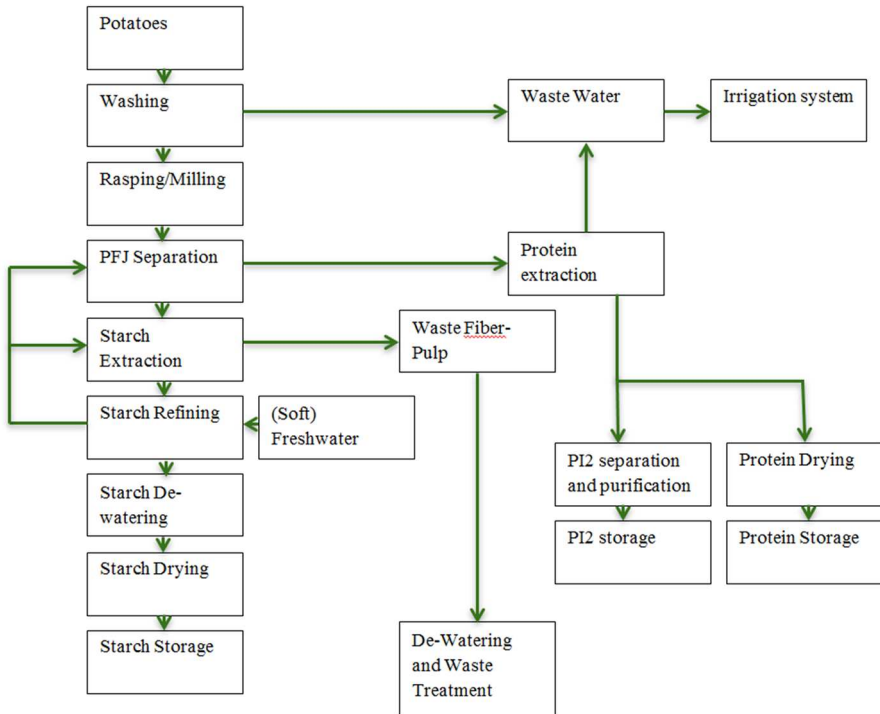 Potatoes
Washing
Waste Water
Irrigation system
Rasping/Milling
PFJ Separation
Protein
extraction
Starch
Extraction
Waste Fiber-
Pulp
Starch Refining
(Soft)
Freshwater
PI2 separation
and purification
Protein Drying
Starch De-
watering
PI2 storage
Protein Storage
Starch Drying
Starch Storage
De-Watering
and Waste
Treatment